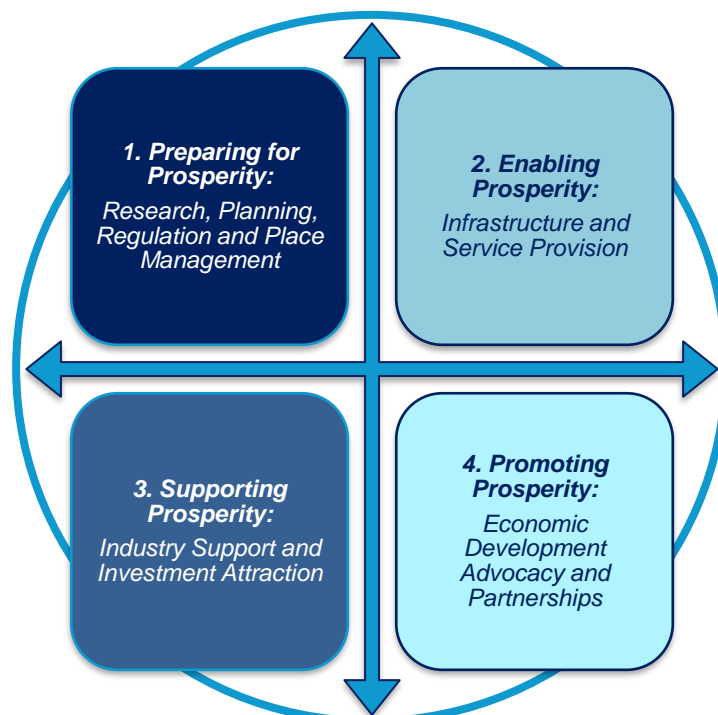 1. Preparing for
Prosperity:
Research, Planning,
Regulation and Place
Management
2. Enabling
Prosperity:
Infrastructure and
Service Provision
3. Supporting
Prosperity:
Industry Support and
Investment Attraction
4. Promoting
Prosperity:
Economic
Development
Advocacy and
Partnerships